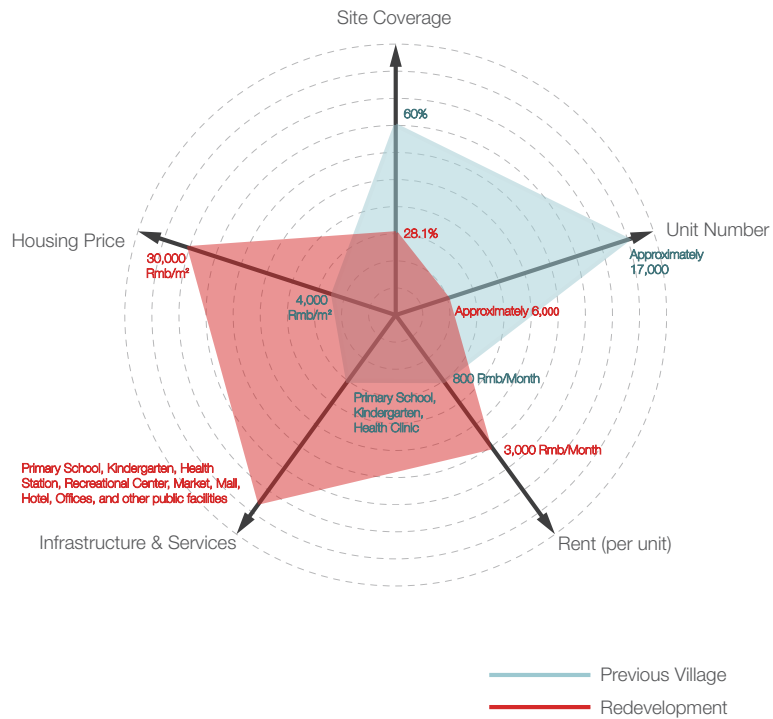 Site Coverage
60%
Unit Number
Approximately
17,000
28.1%
Housing Price
30,000
Rmb/m²
4,000
Rmb/m²
Approximately 6,000
800 Rmb/Month
Primary School,
Kindergarten,
Health Clinic
3,000 Rmb/Month
Primary School, Kindergarten, Health
Station, Recreational Center, Market, Mall,
Hotel, Offices, and other public facilities
Infrastructure & Services
Rent (per unit)
Previous Village
Redevelopment